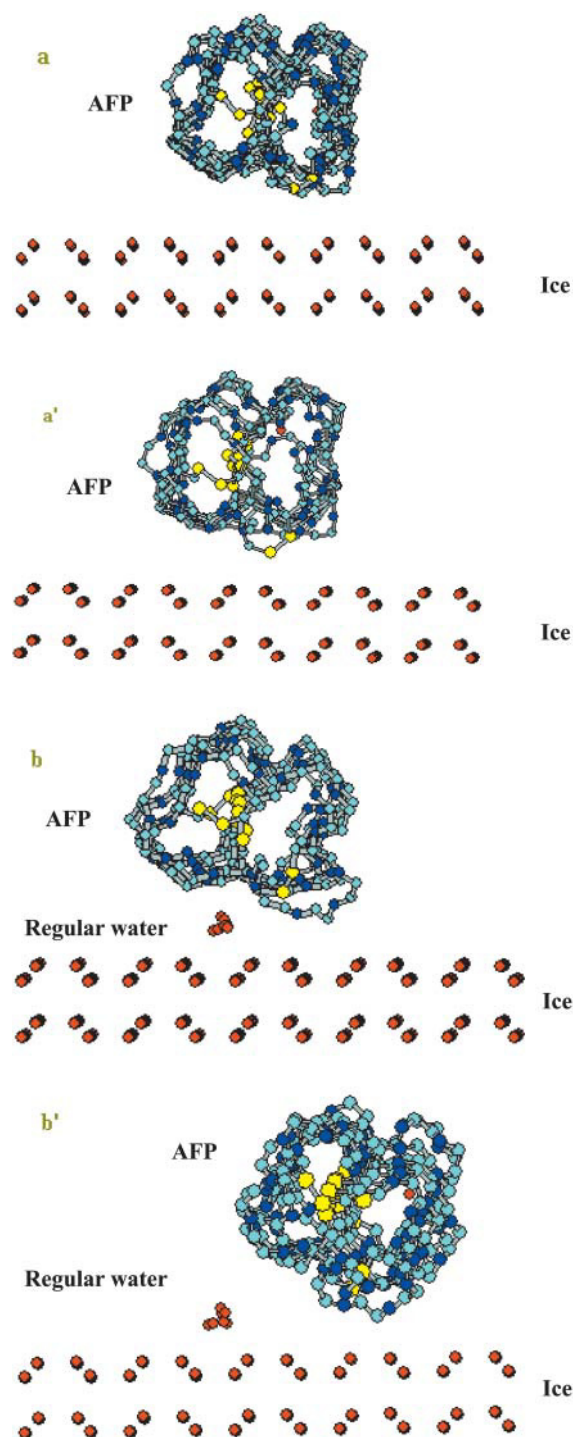 a
AFP
Ice
a'
AFP
Ice
b
AFP
Regular water
Ice
b'
AFP
Regular water
Ice